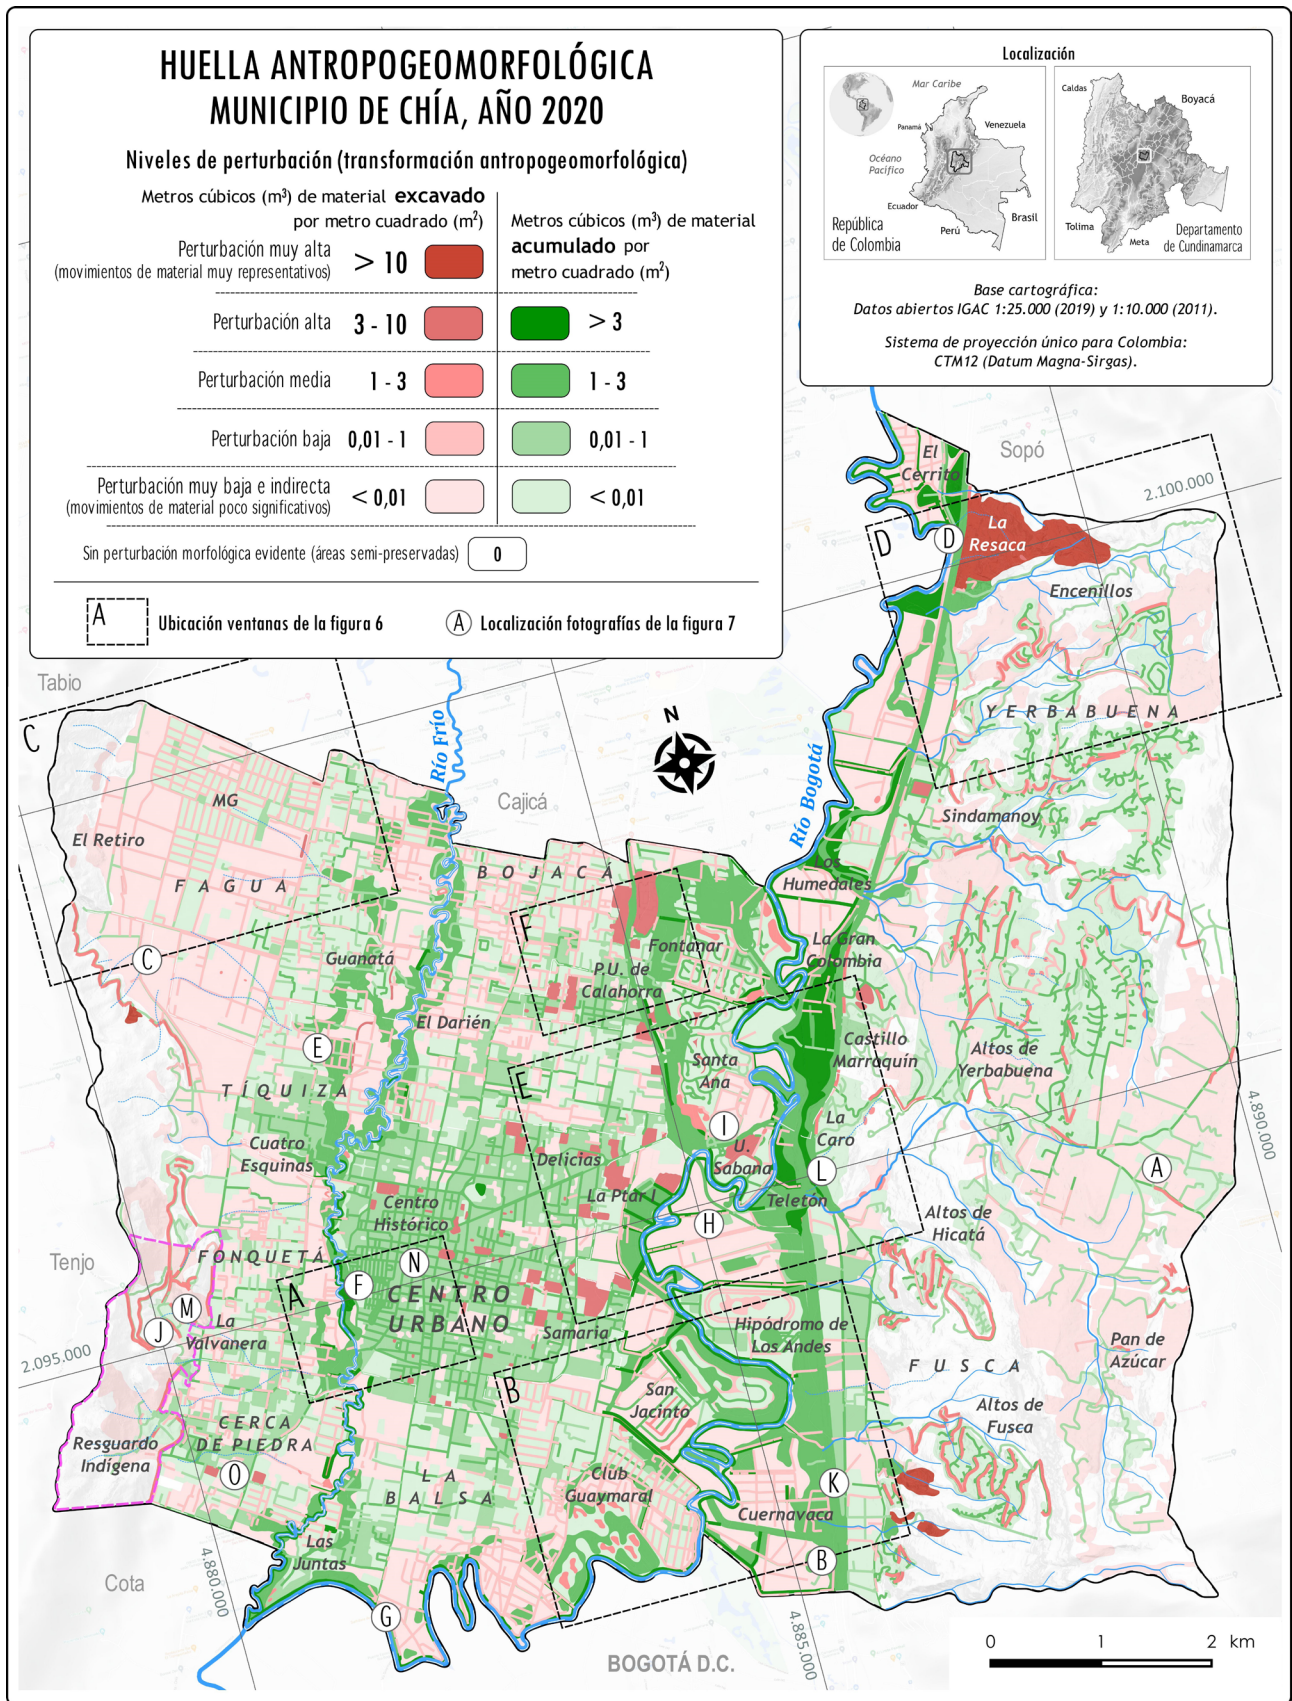 HUELLA ANTROPOGEOMORFOLÓGICA
MUNICIPIO DE CHÍA, AÑO 2020
Niveles de perturbación (transformación antropogeomorfológica)
Metros cúbicos (m³) de material excavado
por metro cuadrado (m²)
Metros cúbicos (m³) de material
acumulado por
metro cuadrado (m²)
Perturbación muy alta
(movimientos de material muy representativos)
> 10
Perturbación alta
3 - 10
> 3
Perturbación media
1 - 3
1 - 3
Perturbación baja
0,01 - 1
0,01 - 1
Perturbación muy baja e indirecta
(movimientos de material poco significativos)
< 0,01
< 0,01
Sin perturbación morfológica evidente (áreas semi-preservadas)
0
A
Ubicación ventanas de la figura 6
A
Localización fotografías de la figura 7
Localización
Mar Caribe
Panamá
Venezuela
Océano
Pacífico
Ecuador
Brasil
Perú
República
de Colombia
Caldas
Boyacá
Tolima
Meta
Departamento
de Cundinamarca
Base cartográfica:
Datos abiertos IGAC 1:25.000 (2019) y 1:10.000 (2011).
Sistema de proyección único para Colombia:
CTM12 (Datum Magna-Sirgas).
El
Cerrito
Sopó
2.100.000
D
D
La
Resaca
Encenillos
YERBABUENA
Tabio
C
Río Frío
N
Cajicá
Río Bogotá
MG
El Retiro
FAGUA
BOJACÁ
Sindamanoy
Los
Humedales
F
Fontanar
La Gran
Colombia
C
Guanatá
P.U. de
Calahorra
El Darién
E
E
Santa
Ana
Castillo
Marroquín
Altos de
Yerbabuena
TÍQUIZA
4.890.000
Cuatro
Esquinas
Delicias
I
U.
Sabana
La
Caro
L
A
La Ptar I
Teletón
Centro
Histórico
H
Altos de
Hicatá
Tenjo
FONQUETÁ
N
A
F
CENTRO
URBANO
M
J
La
Valvanera
Samaria
Hipódromo de
Los Andes
Pan de
Azúcar
2.095.000
FUSCA
B
San
Jacinto
Altos de
Fusca
CERCA
DE PIEDRA
Resguardo
Indígena
O
LA
BALSA
Club
Guaymaral
K
Cuernavaca
Las
Juntas
B
Cota
4.880.000
G
4.885.000
BOGOTÁ D.C.
0 1 2 km